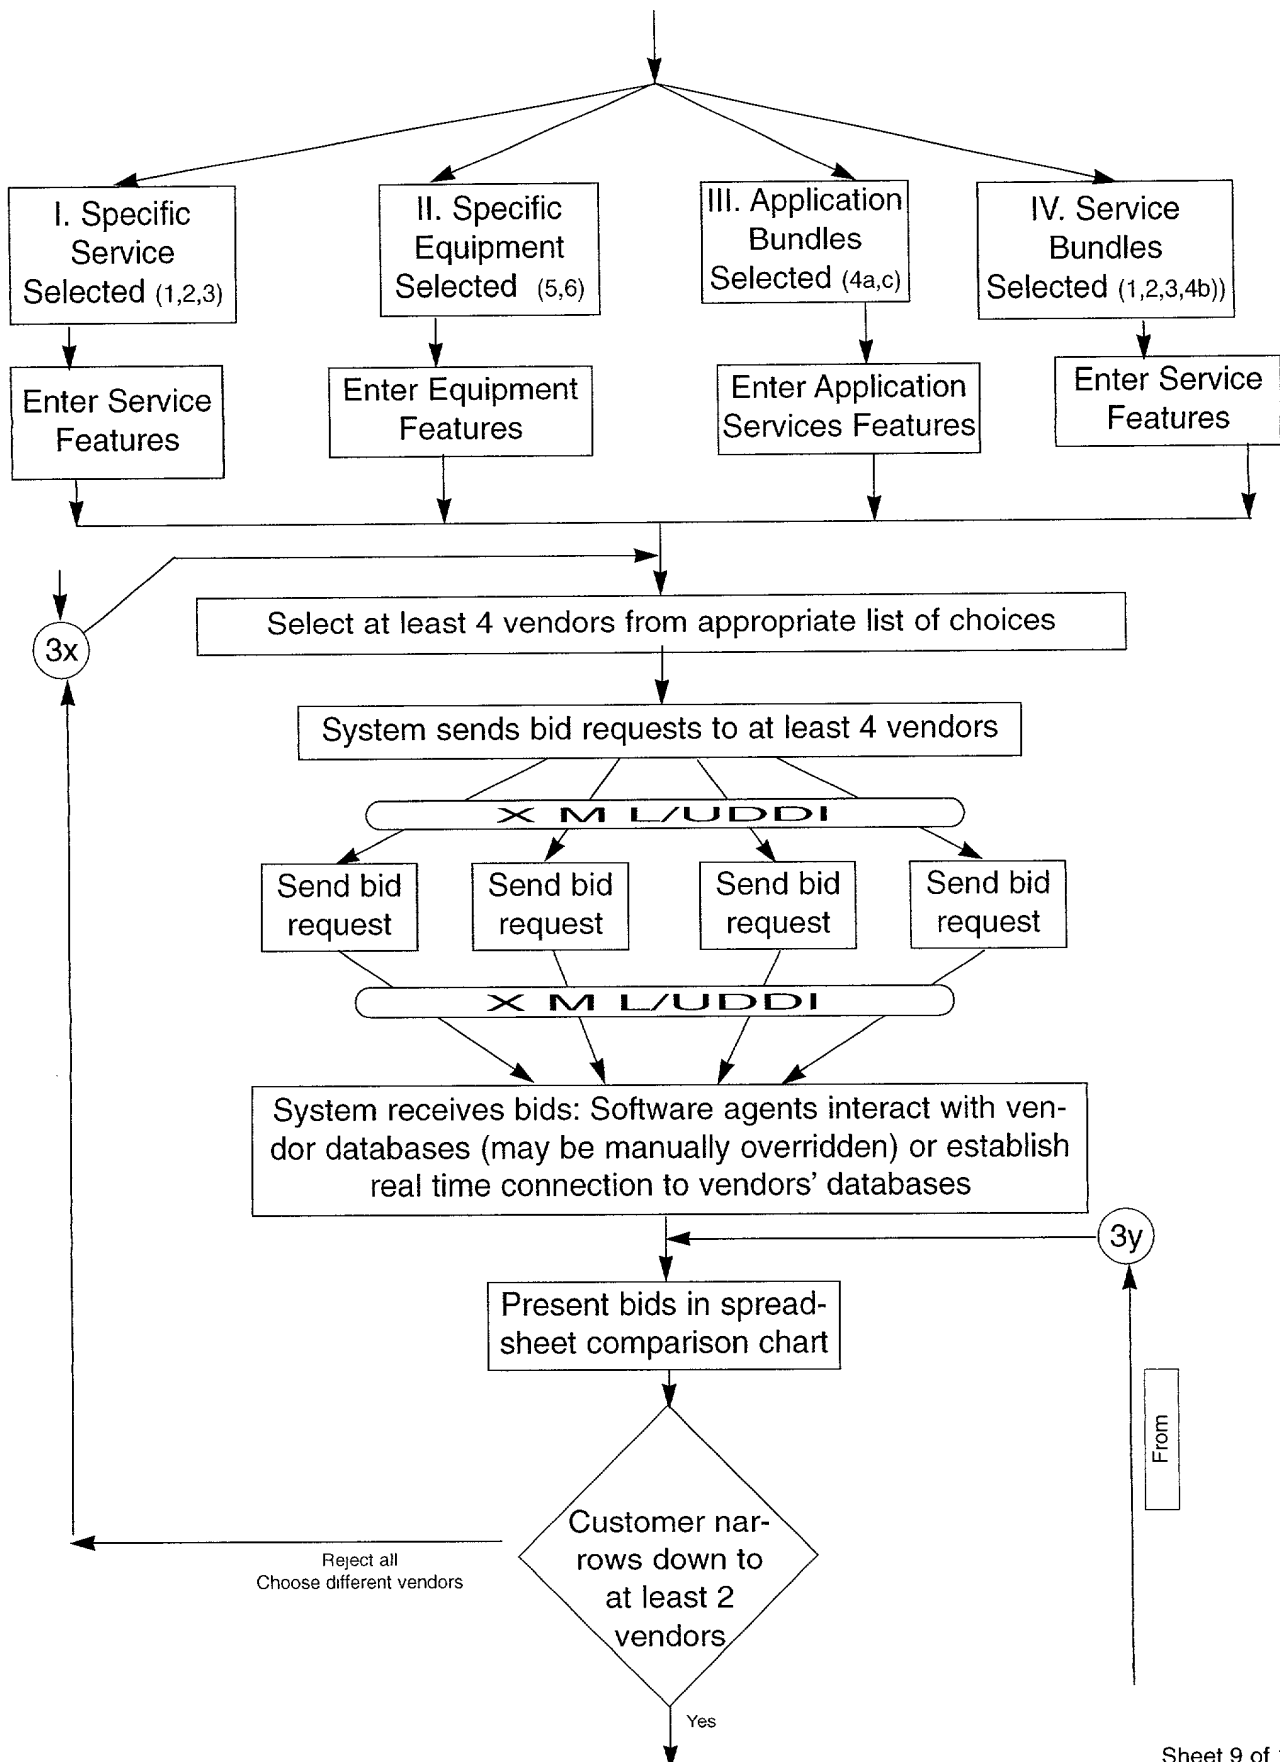 I. Specific
Service
Selected (1,2,3)
II. Specific
Equipment
Selected (5,6)
III. Application
Bundles
Selected (4a,c)
IV. Service
Bundles
Selected (1,2,3,4b))
Enter Service
Features
Enter Equipment
Features
Enter Application
Services Features
Enter Service
Features
3x
Select at least 4 vendors from appropriate list of choices
System sends bid requests to at least 4 vendors
X M L/UDDI
Send bid
request
Send bid
request
Send bid
request
Send bid
request
X M L/UDDI
System receives bids: Software agents interact with ven-
dor databases (may be manually overridden) or establish
real time connection to vendors' databases
3y
Present bids in spread-
sheet comparison chart
From
Customer nar-
rows down to
at least 2
vendors
Reject all
Choose different vendors
Yes
Sheet 9 of